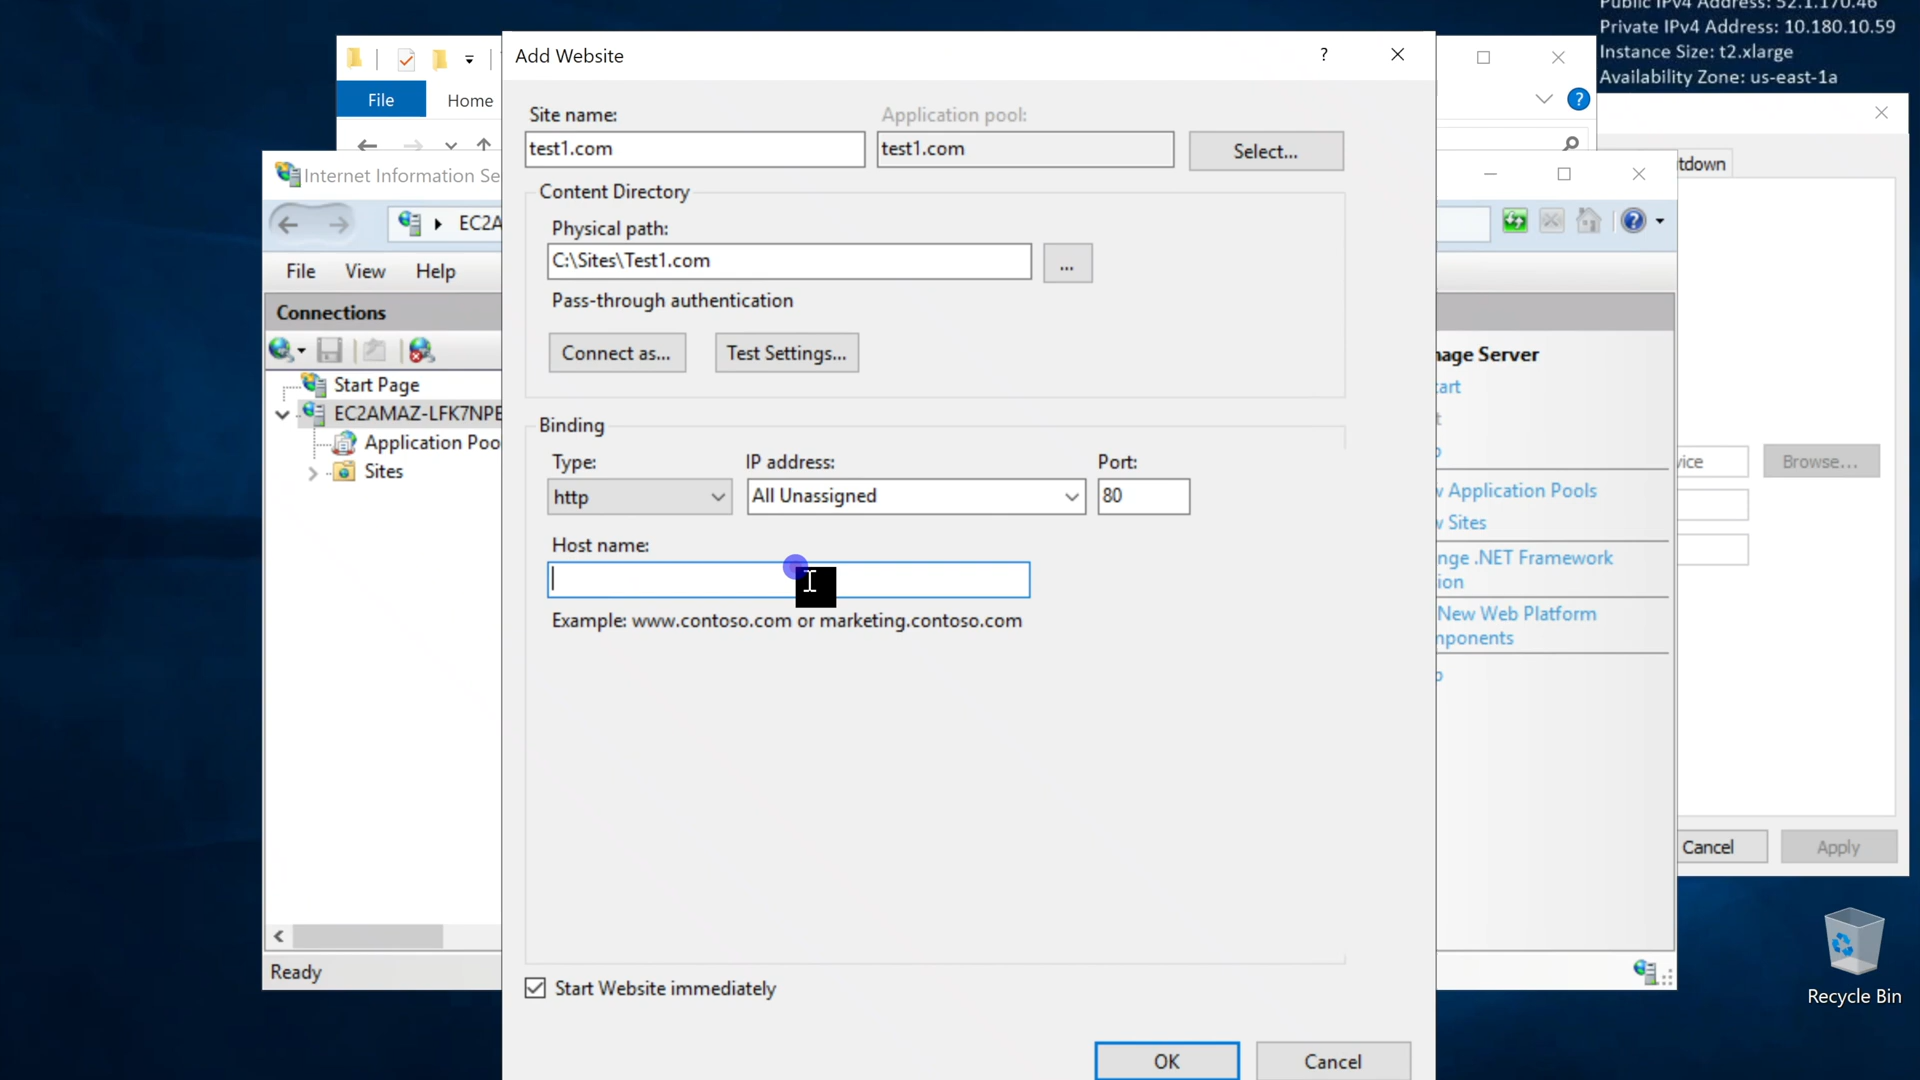 Public IPv4 Address: 52.1.170.46
Private IPv4 Address: 10.180.10.59
Instance Size: t2.xlarge
Availability Zone: us-east-1a
Add Website
?
File
Home
Site name:
Application pool:
test1.com
test1.com
Select...
tdown
Internet Information Se
Content Directory
EC2A
Physical path:
C:\Sites\Test1.com
...
File View Help
Pass-through authentication
Connections
Connect as...
Test Settings...
nage Server
Start Page
art
EC2AMAZ-LFK7NPE
Binding
Application Poo
Type:
IP address:
Port:
vice
Browse...
Sites
http
All Unassigned
80
Application Pools
Sites
Host name:
nge .NET Framework
ion
Example: www.contoso.com or marketing.contoso.com
New Web Platform
nponents
Cancel
Apply
Ready
Start Website immediately
Recycle Bin
OK
Cancel